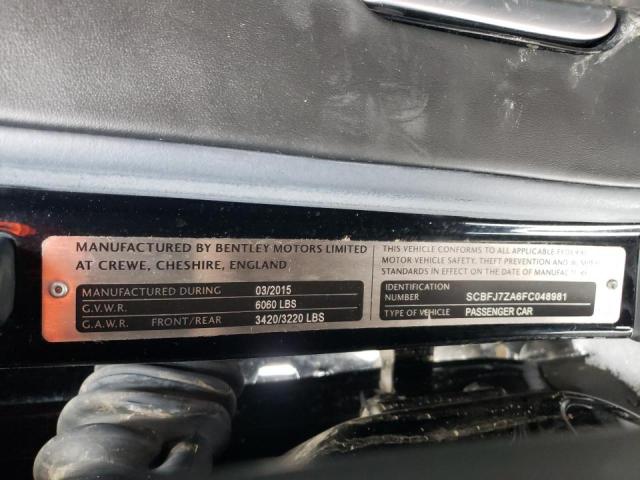 MANUFACTURED BY BENTLEY MOTORS LIMITED
AT CREWE, CHESHIRE, ENGLAND
MANUFACTURED DURING 03/2015
G.V.W.R. 6060 LBS
G.A.W.R. FRONT/REAR 3420/3220 LBS
THIS VEHICLE CONFORMS TO ALL APPLICABLE FEDERAL
MOTOR VEHICLE SAFETY, THEFT PREVENTION AND
STANDARDS IN EFFECT ON THE DATE OF MANUFACTURE
IDENTIFICATION
NUMBER SCBFJ7ZA6FC048981
TYPE OF VEHICLE PASSENGER CAR